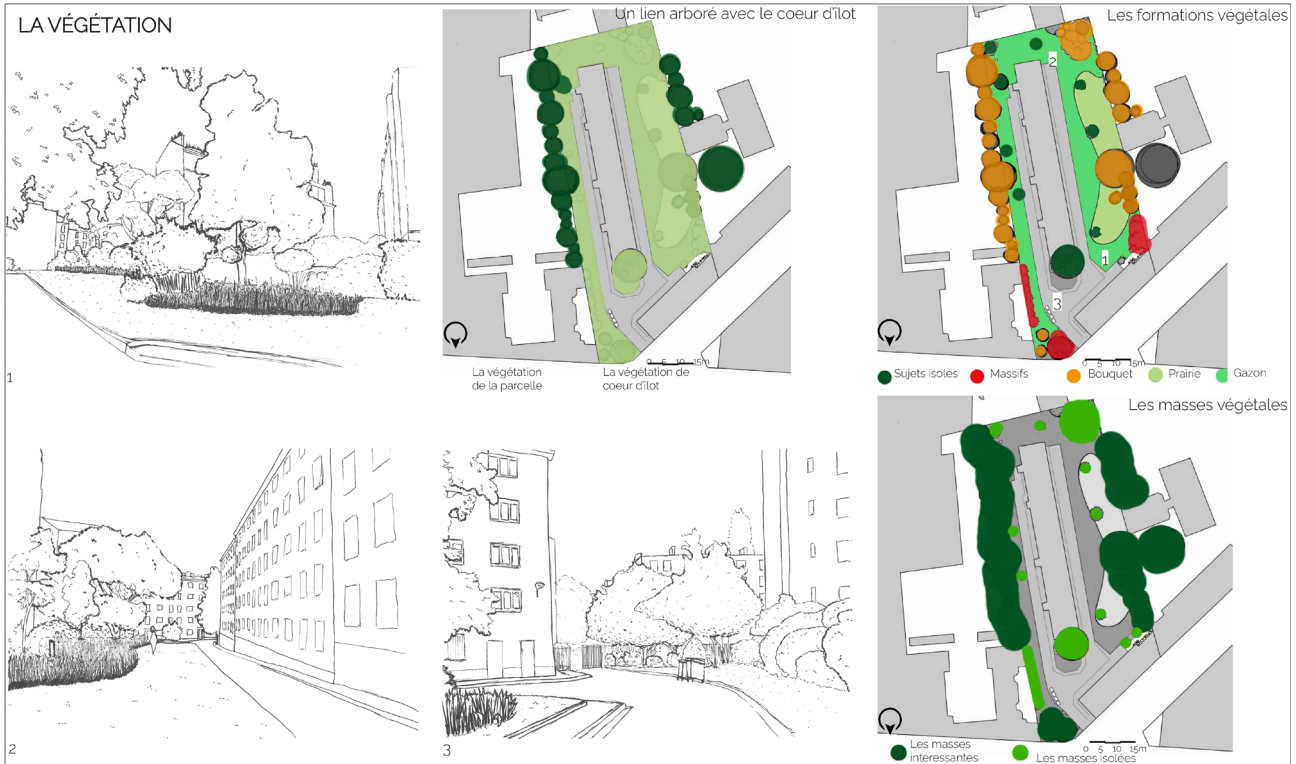 LA VÉGÉTATION
1
2
3
Un lien arboré avec le coeur d'îlot
0 5 10 15m
La végétation
de la parcelle
La végétation de
coeur d'îlot
Les formations végétales
2
1
3
0 5 10 15m
Sujets isolés
Massifs
Bouquet
Prairie
Gazon
Les masses végétales
0 5 10 15m
Les masses
intéressantes
Les masses isolées